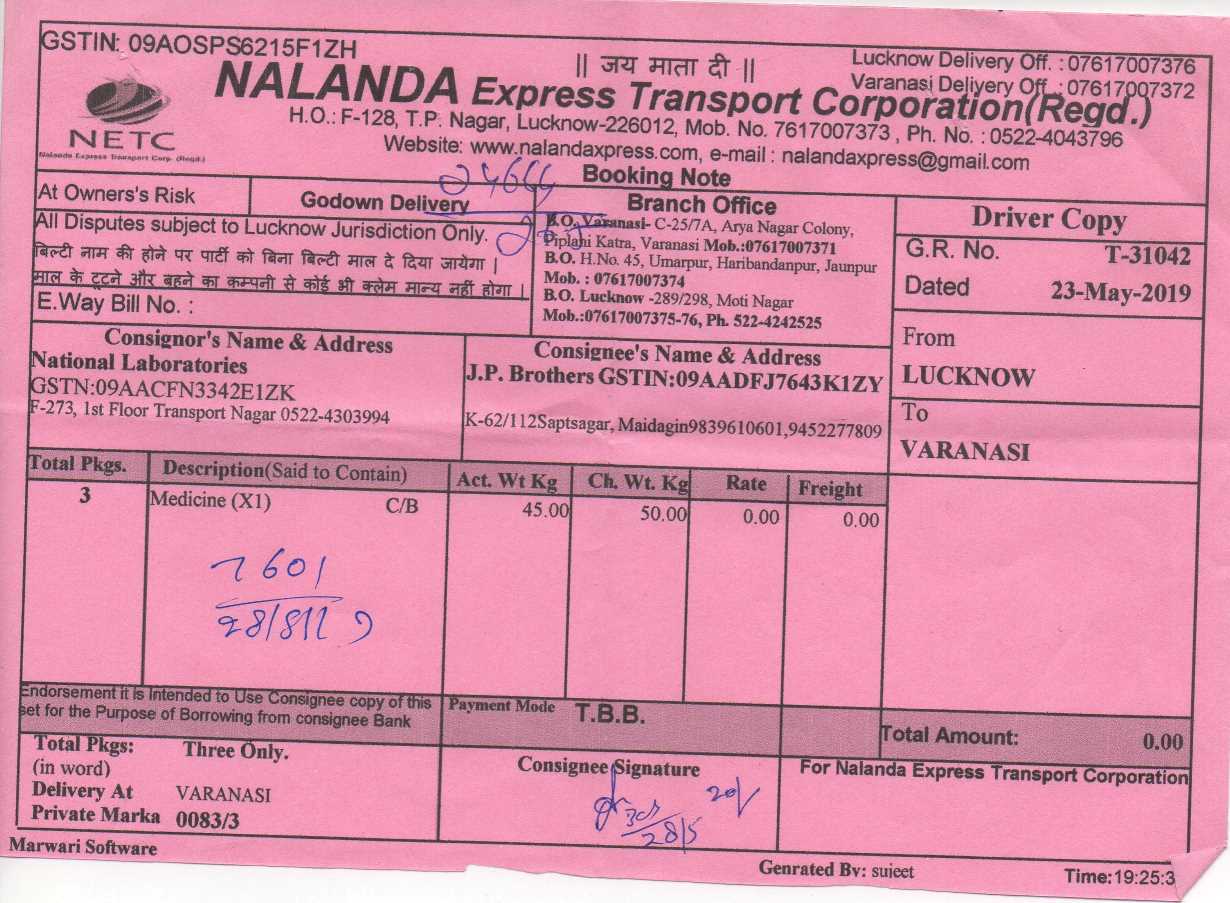 GSTIN: 09AOSPS6215F1ZH
|| जय माता दी ||
Lucknow Delivery Off. : 07617007376
Varanasi Delivery Off. : 07617007372
NETC
Nalanda Express Transport Corp. (Regd.)
NALANDA Express Transport Corporation(Regd.)
H.O.: F-128, T.P. Nagar, Lucknow-226012, Mob. No. 7617007373 , Ph. No. : 0522-4043796
Website: www.nalandaxpress.com, e-mail : nalandaxpress@gmail.com
Booking Note
At Owners's Risk
Godown Delivery
All Disputes subject to Lucknow Jurisdiction Only.
बिल्टी नाम की होने पर पार्टी को बिना बिल्टी माल दे दिया जायेगा |
माल के टूटने और बहने का कम्पनी से कोई भी क्लेम मान्य नहीं होगा |
E.Way Bill No. :
Branch Office
B.O. Varanasi- C-25/7A, Arya Nagar Colony,
Piplani Katra, Varanasi Mob.:07617007371
B.O. H.No. 45, Umarpur, Haribandanpur, Jaunpur
Mob. : 07617007374
B.O. Lucknow -289/298, Moti Nagar
Mob.:07617007375-76, Ph. 522-4242525
Driver Copy
G.R. No. T-31042
Dated 23-May-2019
From
LUCKNOW
To
VARANASI
Consignor's Name & Address
National Laboratories
GSTN:09AACFN3342E1ZK
F-273, 1st Floor Transport Nagar 0522-4303994
Consignee's Name & Address
J.P. Brothers GSTIN:09AADFJ7643K1ZY
K-62/112Saptsagar, Maidagin9839610601,9452277809
Total Pkgs. Description(Said to Contain) Act. Wt Kg Ch. Wt. Kg Rate Freight
3 Medicine (X1) C/B 45.00 50.00 0.00 0.00
Endorsement it is Intended to Use Consignee copy of this
set for the Purpose of Borrowing from consignee Bank
Payment Mode T.B.B.
Total Amount: 0.00
Total Pkgs: Three Only.
(in word)
Delivery At VARANASI
Private Marka 0083/3
Consignee Signature
28/5
For Nalanda Express Transport Corporation
Marwari Software
Genrated By: sujeet
Time:19:25:3